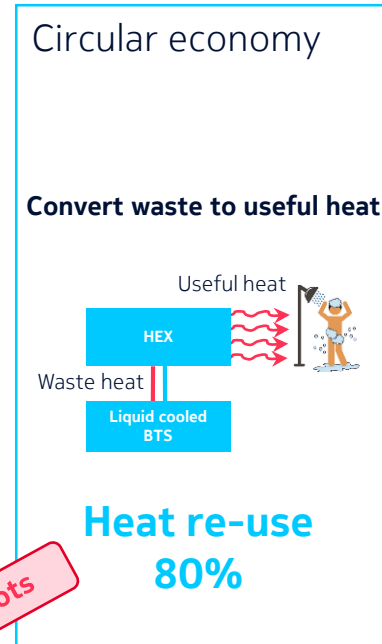 Circular economy
Convert waste to useful heat
Useful heat
HEX
Waste heat
Liquid cooled
BTS
Heat re-use
80%